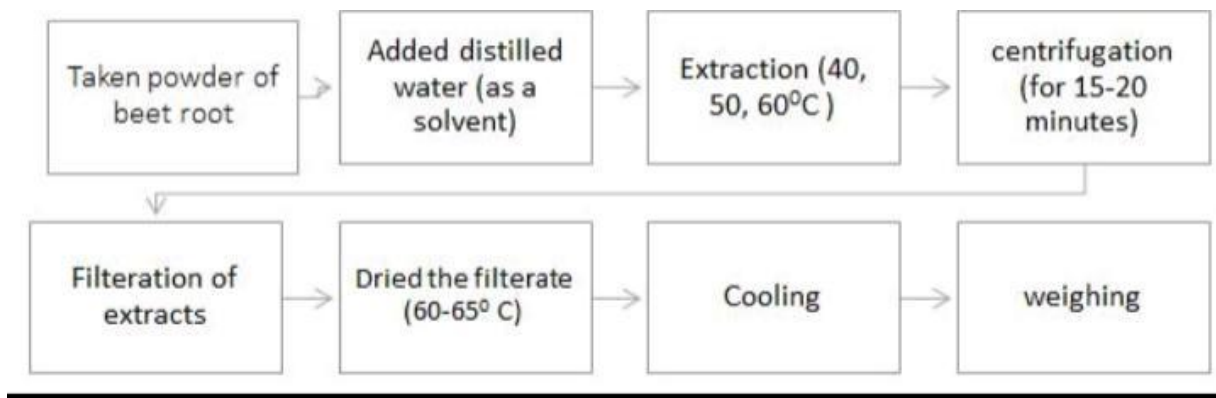 Taken powder of
beet root
Added distilled
water (as a
solvent)
Extraction (40,
50, 60⁰C )
centrifugation
(for 15-20
minutes)
Filteration of
extracts
Dried the filterate
(60-65⁰ C)
Cooling
weighing